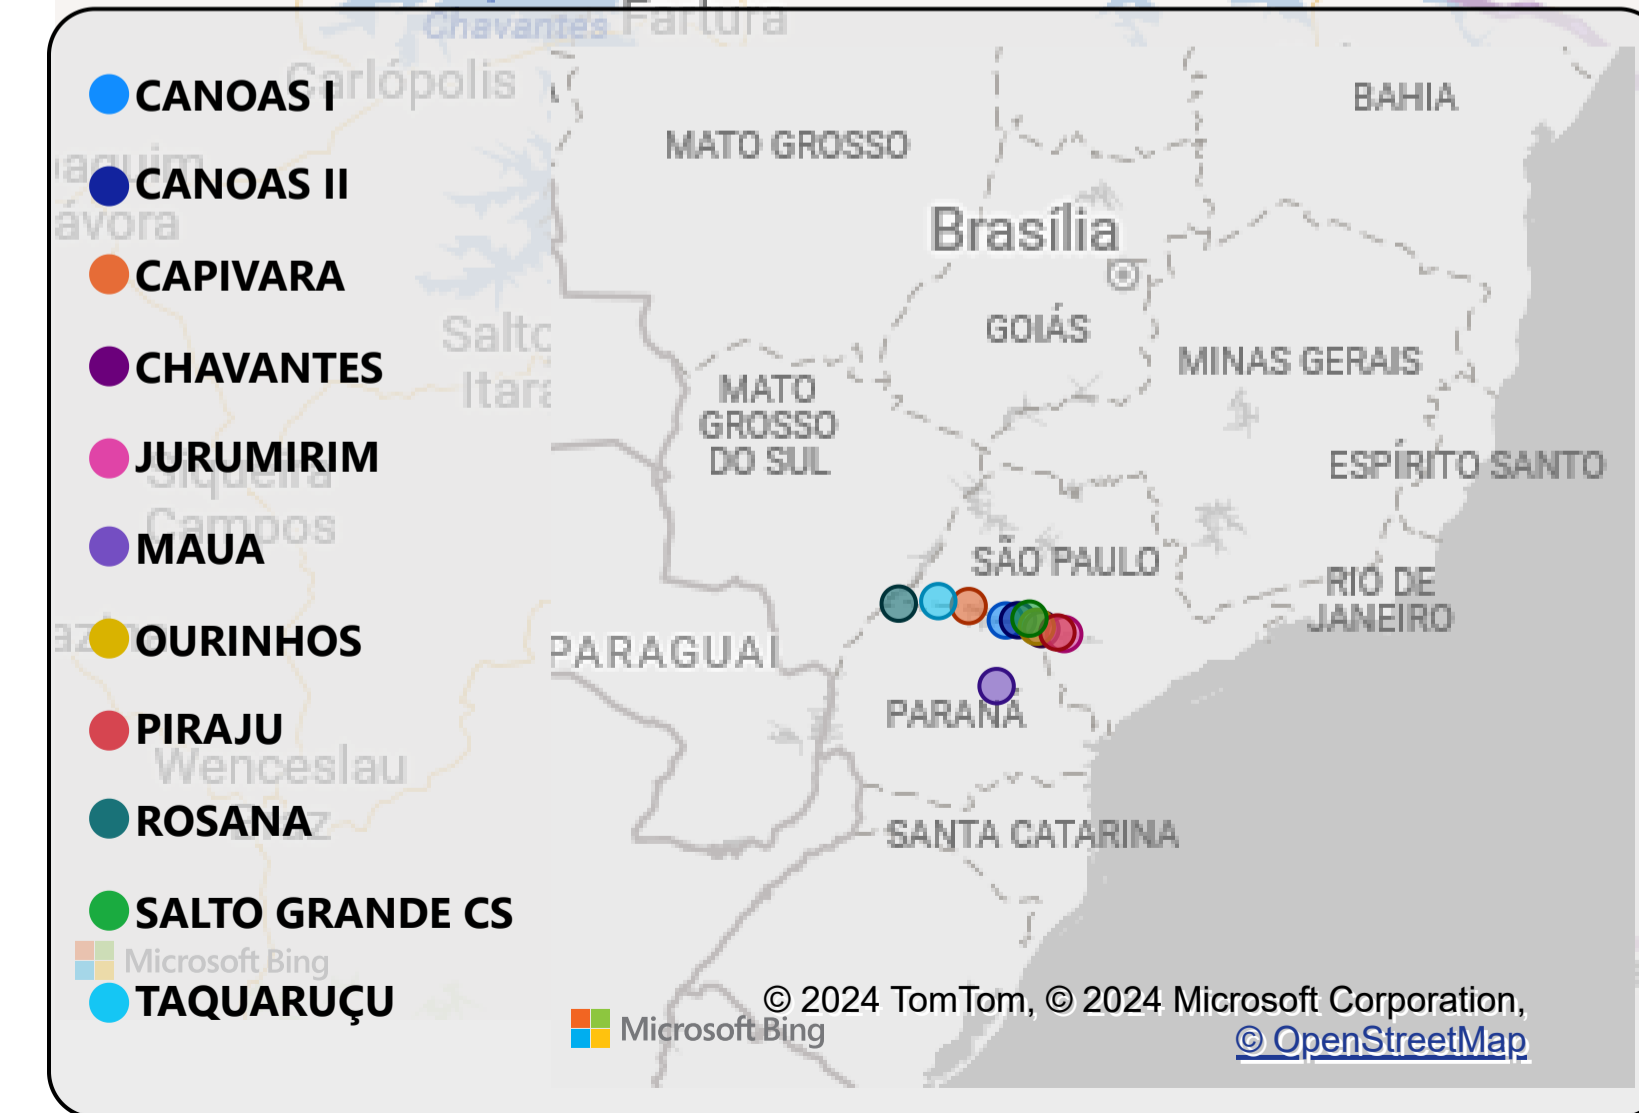 Chavantes
Fartura
Carlópolis
CANOAS I
BAHIA
MATO GROSSO
CANOAS II
ávora
Brasília
CAPIVARA
GOIÁS
MINAS GERAIS
CHAVANTES
MATO
GROSSO
DO SUL
JURUMIRIM
Siqueira
Campos
ESPÍRITO SANTO
MAUA
SÃO PAULO
RIO DE
JANEIRO
OURINHOS
PARAGUAI
PARANÁ
PIRAJU
Wenceslau
Braz
ROSANA
SANTA CATARINA
SALTO GRANDE CS
Microsoft Bing
TAQUARUÇU
© 2024 TomTom, © 2024 Microsoft Corporation,
Microsoft Bing
© OpenStreetMap